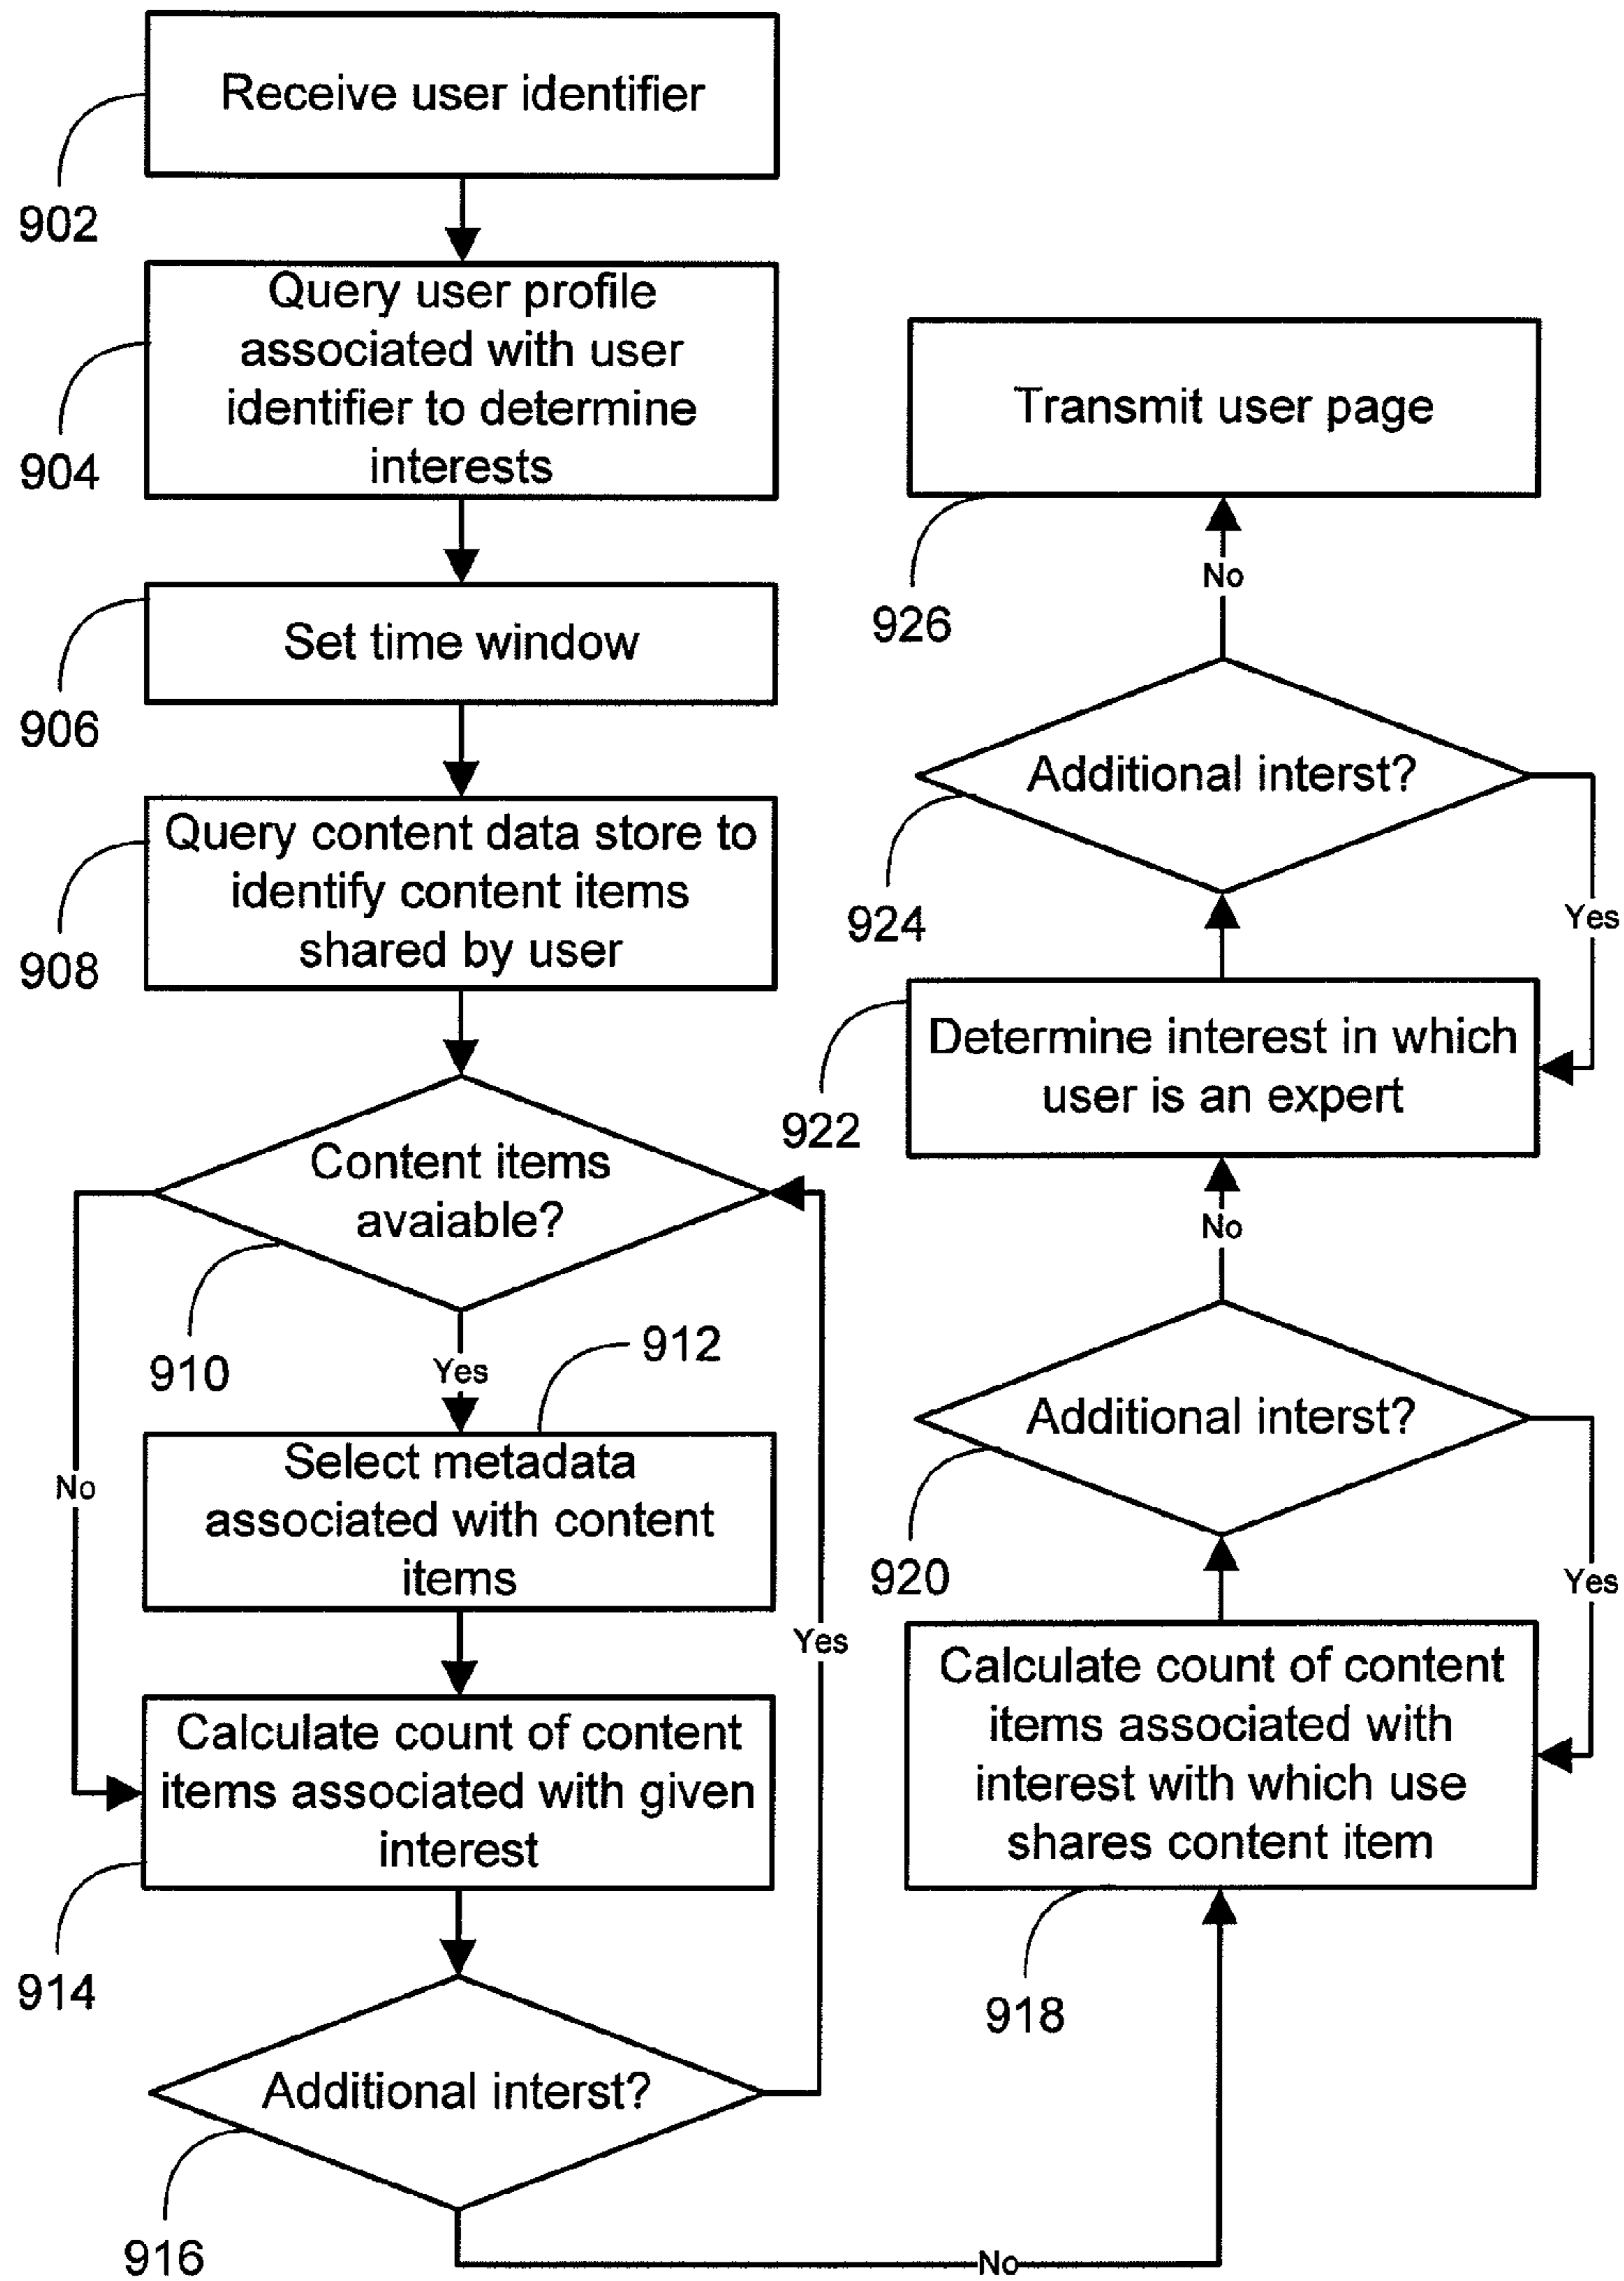 Receive user identifier
902
Query user profile
associated with user
identifier to determine
interests
904
Set time window
906
Query content data store to
identify content items
shared by user
908
Content items
avaiable?
910
Yes
No
912
Select metadata
associated with content
items
Calculate count of content
items associated with given
interest
914
Yes
Additional interst?
916
No
Calculate count of content
items associated with
interest with which use
shares content item
918
Additional interst?
920
Yes
No
Determine interest in which
user is an expert
922
Additional interst?
924
Yes
No
Transmit user page
926